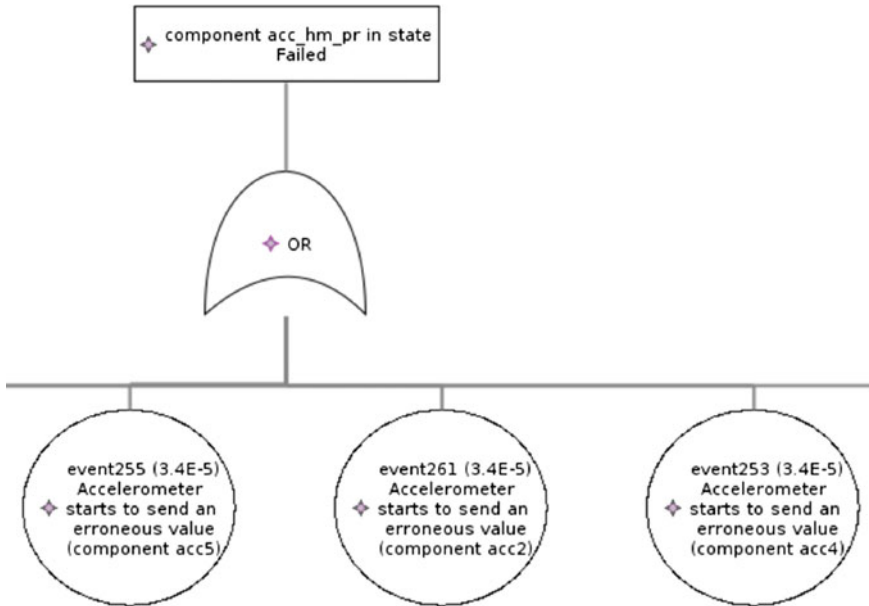 component acc_hm_pr in state
Failed
OR
event255 (3.4E-5)
Accelerometer
starts to send an
erroneous value
(component acc5)
event261 (3.4E-5)
Accelerometer
starts to send an
erroneous value
(component acc2)
event253 (3.4E-5)
Accelerometer
starts to send an
erroneous value
(component acc4)